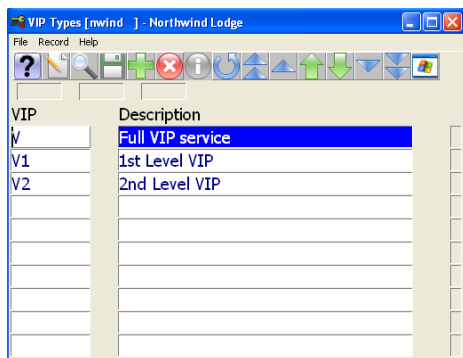 VIP Types [nwind ] - Northwind Lodge
File Record Help
VIP Description
V Full VIP service
V1 1st Level VIP
V2 2nd Level VIP